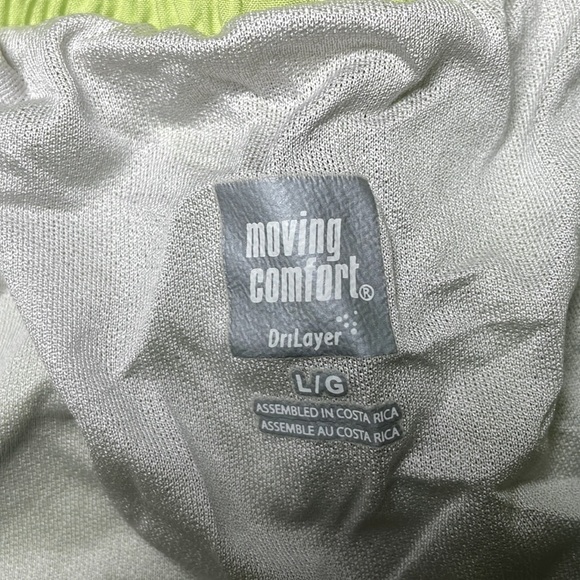 moving
comfort®
DriLayer
L/G
ASSEMBLED IN COSTA RICA
ASSEMBLE AU COSTA RICA